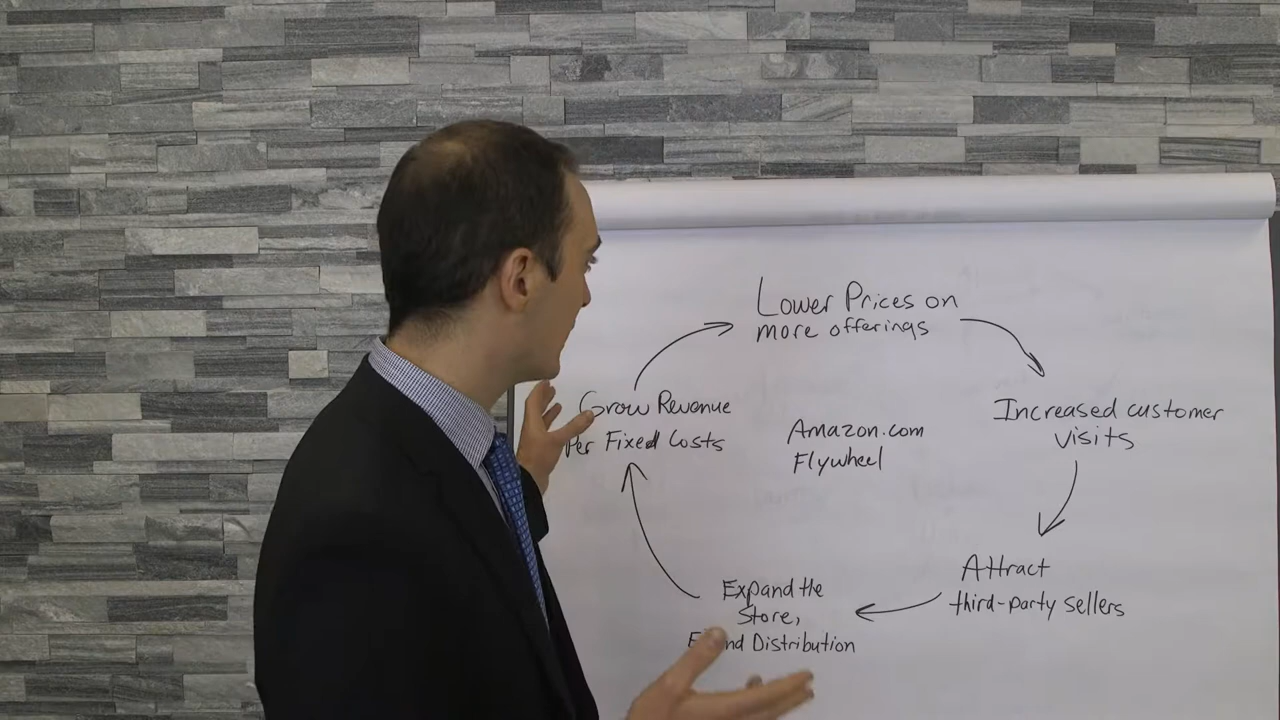 Lower Prices on
more offerings
Increased customer
visits
Attract
third-party sellers
Expand the
Store,
Distribution
Grow Revenue
Per Fixed Costs
Amazon.com
Flywheel